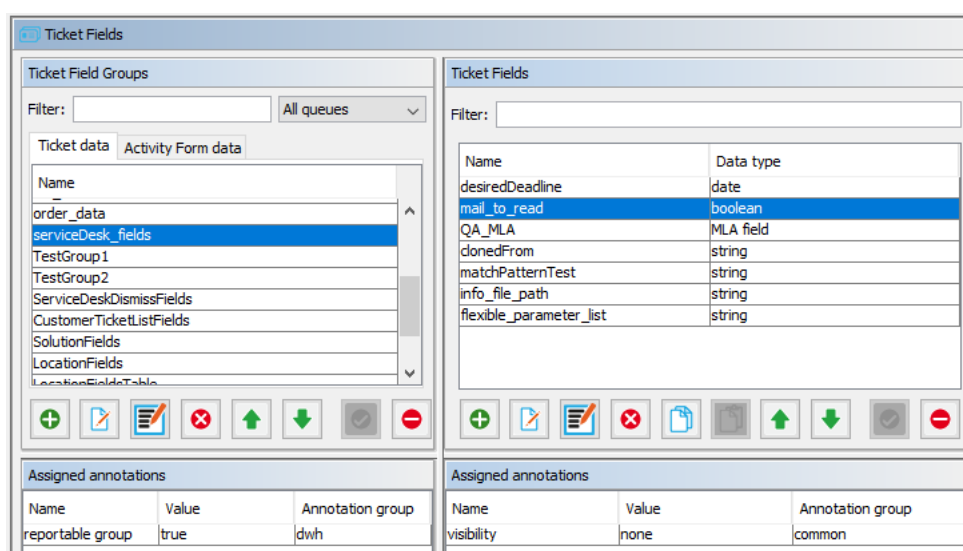 Ticket Fields
Ticket Field Groups
Filter:
All queues
Ticket data
Activity Form data
Name
order_data
serviceDesk_fields
TestGroup1
TestGroup2
ServiceDeskDismissFields
CustomerTicketListFields
SolutionFields
LocationFields
LocationFieldsTable
Assigned annotations
Name Value Annotation group
reportable group true dwh
Ticket Fields
Filter:
Name Data type
desiredDeadline date
mail_to_read boolean
QA_MLA MLA field
clonedFrom string
matchPatternTest string
info_file_path string
flexible_parameter_list string
Assigned annotations
Name Value Annotation group
visibility none common